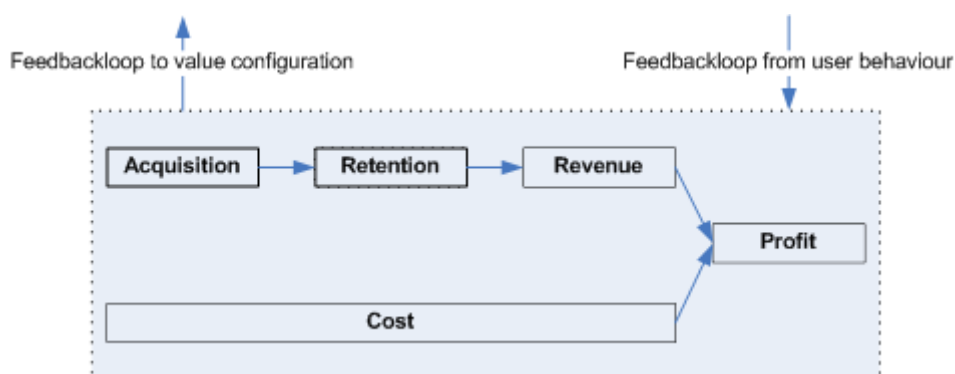 Feedbackloop to value configuration
Feedbackloop from user behaviour
Acquisition
Retention
Revenue
Profit
Cost